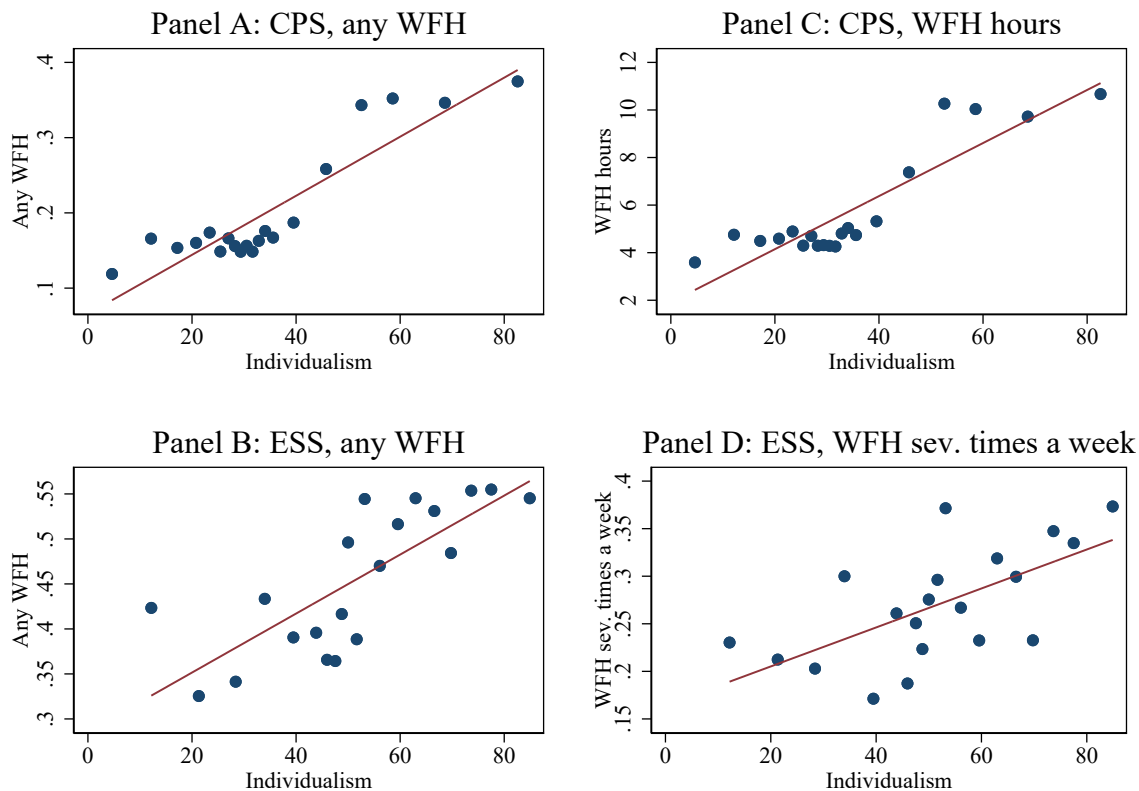 Panel A: CPS, any WFH
Any WFH
.4
.3
.2
.1
0 20 40 60 80
Individualism
Panel C: CPS, WFH hours
WFH hours
12
10
8
6
4
2
0 20 40 60 80
Individualism
Panel B: ESS, any WFH
Any WFH
.55
.5
.45
.4
.35
.3
0 20 40 60 80
Individualism
Panel D: ESS, WFH sev. times a week
WFH sev. times a week
.4
.35
.3
.25
.2
.15
0 20 40 60 80
Individualism